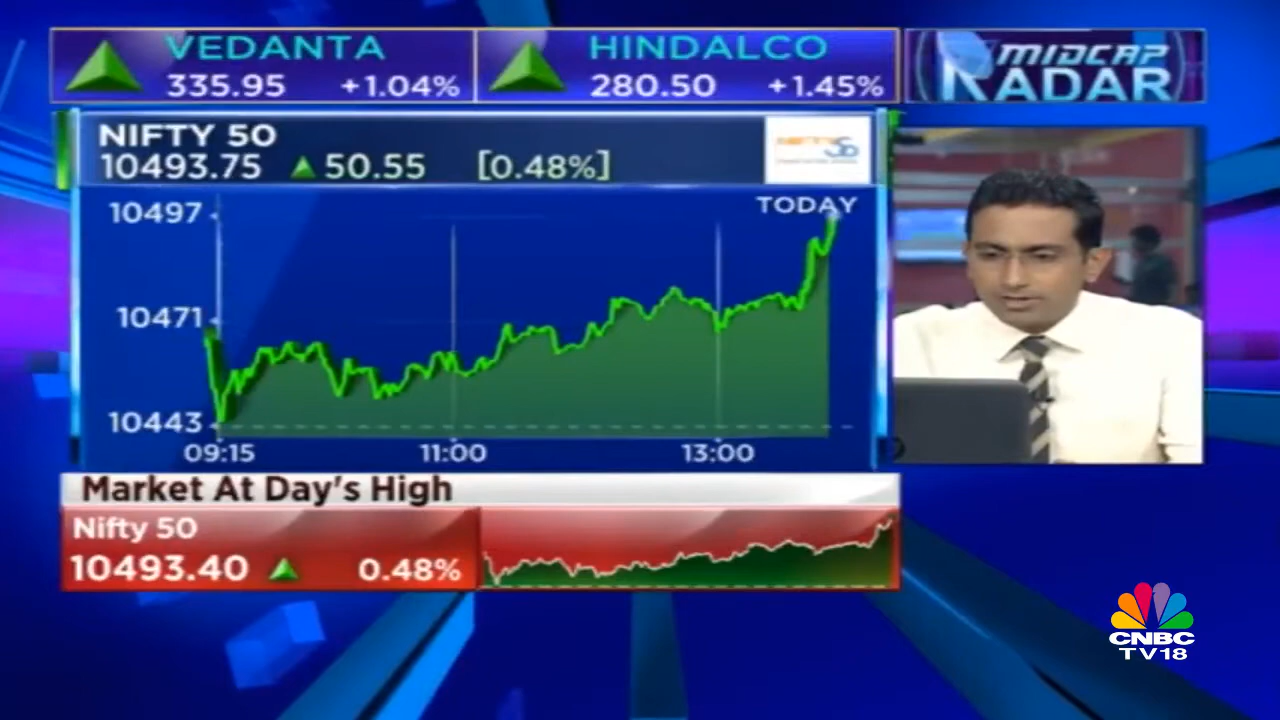 VEDANTA
335.95 +1.04%
HINDALCO
280.50 +1.45%
MIDCAP
RADAR
NIFTY 50
10493.75 50.55 [0.48%]
TODAY
10497
10471
10443
09:15 11:00 13:00
Market At Day's High
Nifty 50
10493.40 0.48%
CNBC
TV18